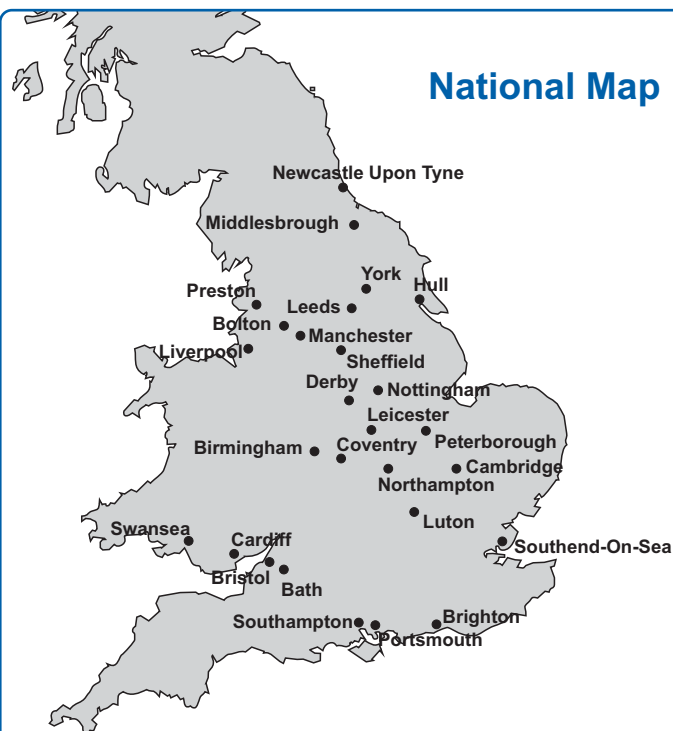 National Map
Newcastle Upon Tyne
Middlesbrough
York
Hull
Preston
Leeds
Bolton
Manchester
Liverpool
Sheffield
Derby
Nottingham
Leicester
Peterborough
Birmingham
Coventry
Cambridge
Northampton
Luton
Swansea
Cardiff
Southend-On-Sea
Bristol
Bath
Southampton
Brighton
Portsmouth